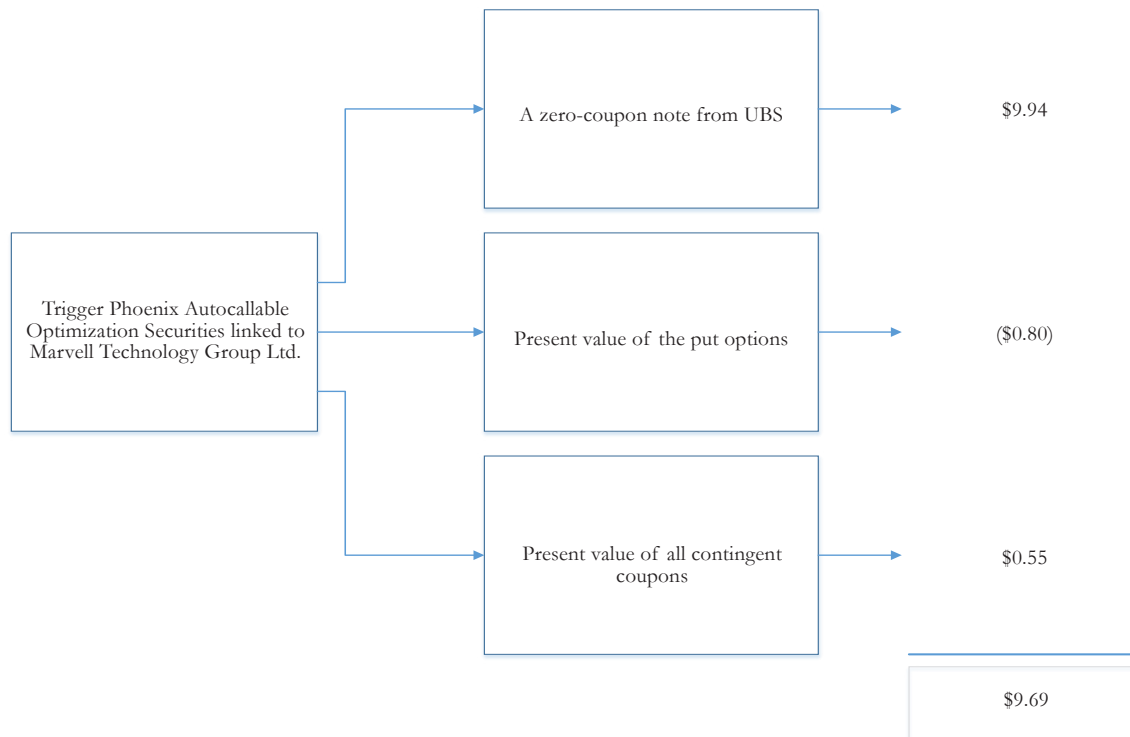 A zero-coupon note from UBS
$9.94
Trigger Phoenix Autocallable
Optimization Securities linked to
Marvell Technology Group Ltd.
Present value of the put options
($0.80)
Present value of all contingent
coupons
$0.55
$9.69